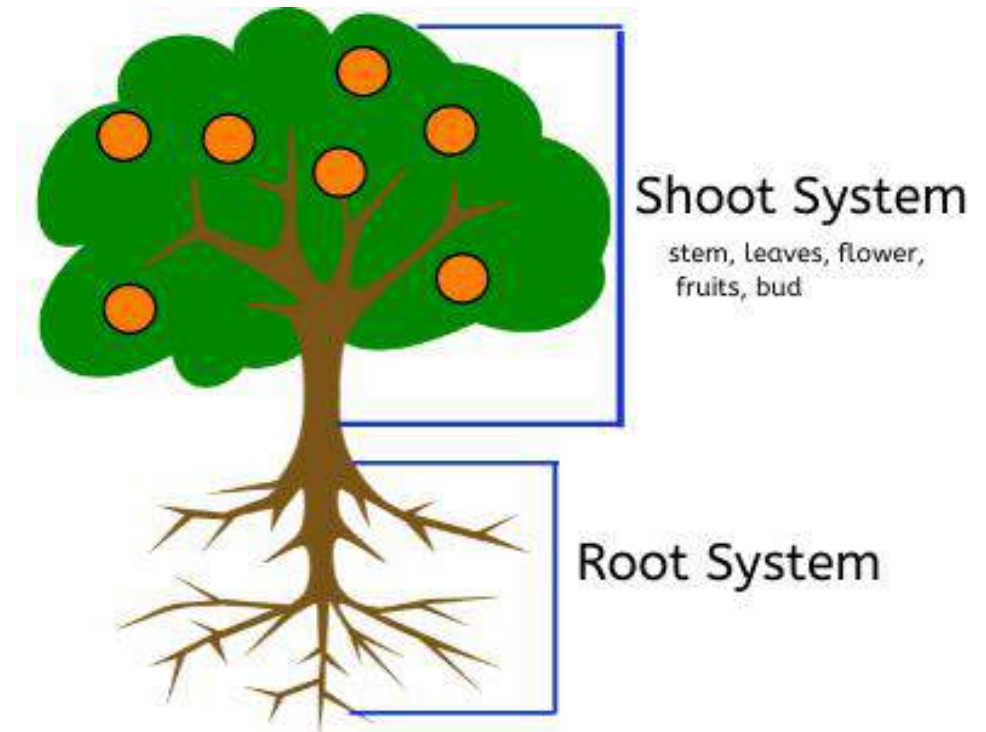 Shoot System
stem, leaves, flower,
fruits, bud
Root System